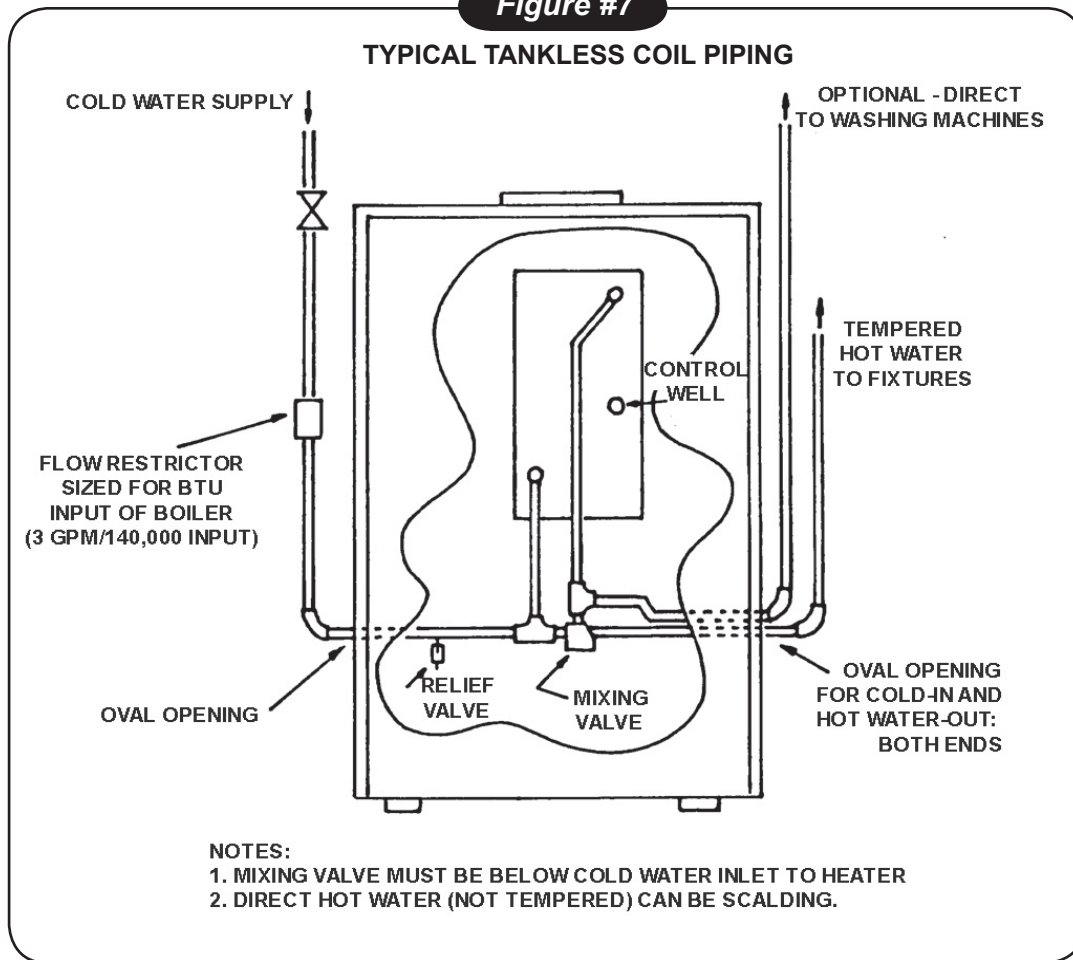 Figure #7
TYPICAL TANKLESS COIL PIPING
COLD WATER SUPPLY
OPTIONAL - DIRECT
TO WASHING MACHINES
TEMPERED
HOT WATER
TO FIXTURES
CONTROL
WELL
FLOW RESTRICTOR
SIZED FOR BTU
INPUT OF BOILER
(3 GPM/140,000 INPUT)
OVAL OPENING
RELIEF
VALVE
MIXING
VALVE
OVAL OPENING
FOR COLD-IN AND
HOT WATER-OUT:
BOTH ENDS
NOTES:
1. MIXING VALVE MUST BE BELOW COLD WATER INLET TO HEATER
2. DIRECT HOT WATER (NOT TEMPERED) CAN BE SCALDING.